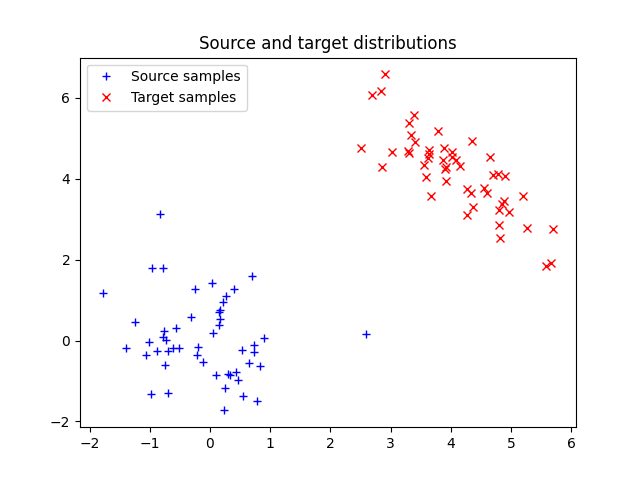 Source and target distributions
Source samples
Target samples
6
4
2
0
−2
−2 −1 0 1 2 3 4 5 6